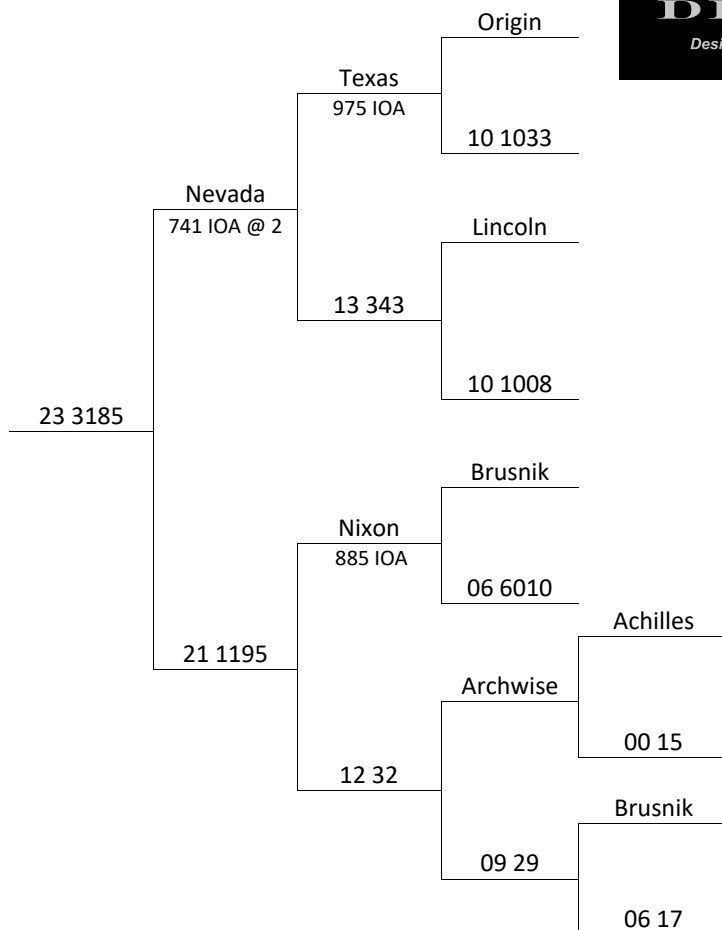 Origin
Texas
975 IOA
10 1033
Nevada
741 IOA @ 2
Lincoln
13 343
10 1008
23 3185
Brusnik
Nixon
885 IOA
06 6010
Achilles
21 1195
Archwise
00 15
12 32
Brusnik
09 29
06 17